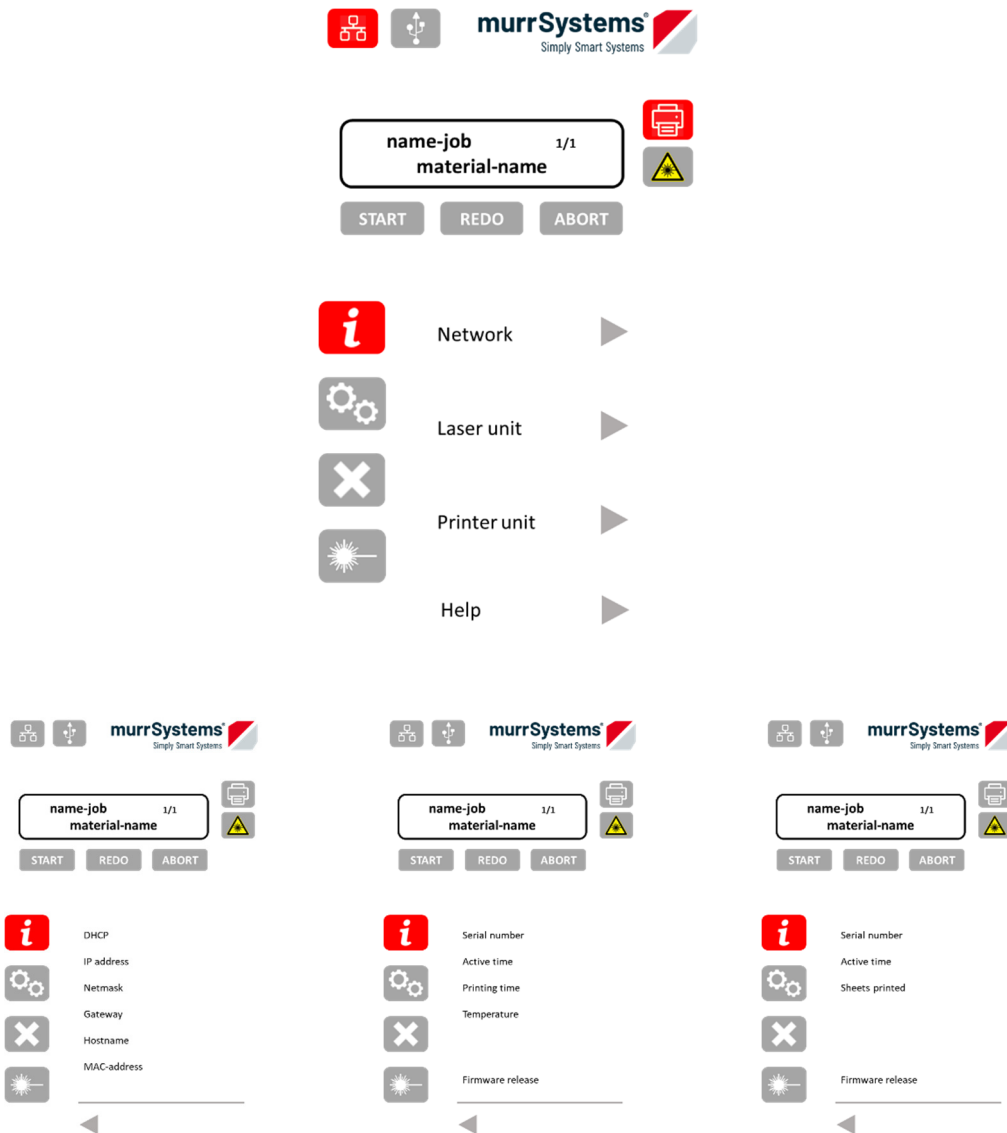 murrSystems®
Simply Smart Systems
name-job 1/1
material-name
START REDO ABORT
i
Network
Laser unit
Printer unit
Help
murrSystems®
Simply Smart Systems
name-job 1/1
material-name
START REDO ABORT
i
DHCP
IP address
Netmask
Gateway
Hostname
MAC-address
murrSystems®
Simply Smart Systems
name-job 1/1
material-name
START REDO ABORT
i
Serial number
Active time
Printing time
Temperature
Firmware release
murrSystems®
Simply Smart Systems
name-job 1/1
material-name
START REDO ABORT
i
Serial number
Active time
Sheets printed
Firmware release